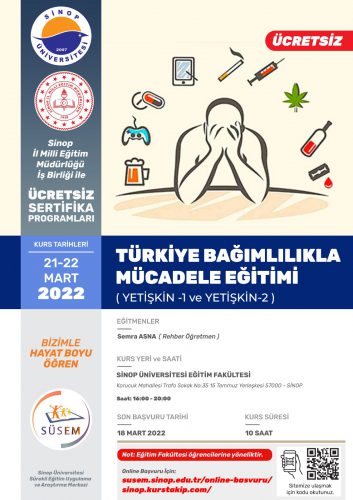 SİNOP
ÜNİVERSİTESİ
2007
ÜCRETSİZ
Sinop
İl Milli Eğitim
Müdürlüğü
İş Birliği ile
ÜCRETSİZ
SERTİFİKA
PROGRAMLARI
KURS TARİHLERİ
21-22
MART
2022
TÜRKİYE BAĞIMLILIKLA
MÜCADELE EĞİTİMİ
( YETİŞKİN -1 ve YETİŞKİN-2 )
BİZİMLE
HAYAT BOYU
ÖĞREN
SÜSEM
Sinop Üniversitesi
Sürekli Eğitim-Uygulama
ve Araştırma Merkezi
EĞİTMENLER
Semra ASNA ( Rehber Öğretmen )
KURS YERİ ve SAATİ
SİNOP ÜNİVERSİTESİ EĞİTİM FAKÜLTESİ
Korucuk Mahallesi Trafo Sokak No:35 15 Temmuz Yerleşkesi 57000 - SİNOP
Saat: 16:00 - 20:00
SON BAŞVURU TARİHİ
18 MART 2022
KURS SÜRESİ
10 SAAT
Not: Eğitim Fakültesi öğrencilerine yöneliktir.
Online Başvuru İçin:
susem.sinop.edu.tr/online-basvuru/
sinop.kurstakip.com/
Sitemize ulaşmak
için kodu okutunuz.